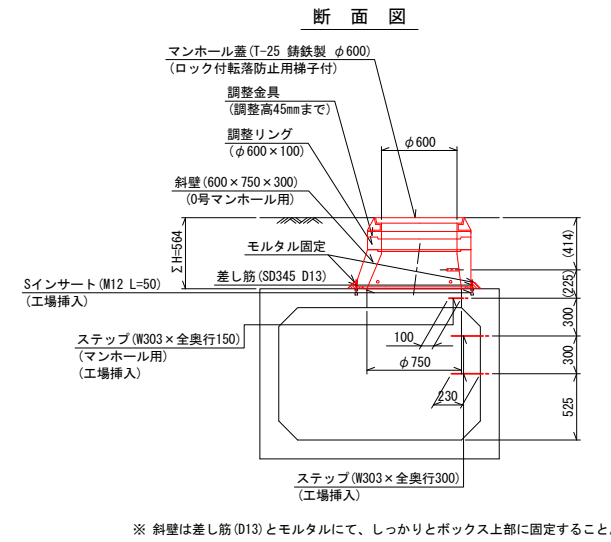 断 面 図
マンホール蓋(T-25 鋳鉄製 φ600)
(ロック付転落防止用梯子付)
調整金具
(調整高45mmまで)
調整リング
(φ600×100)
φ600
斜壁(600×750×300)
(0号マンホール用)
ΣH=564
モルタル固定
差し筋(SD345 D13)
Sインサート(M12 L=50)
(工場挿入)
(414)
(225)
300
300
525
ステップ(W303×全奥行150)
(マンホール用)
(工場挿入)
100
φ750
230
ステップ(W303×全奥行300)
(工場挿入)
※ 斜壁は差し筋(D13)とモルタルにて、しっかりとボックス上部に固定すること。